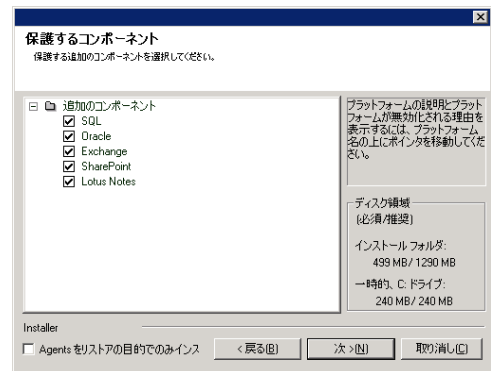 保護するコンポーネント
保護する追加のコンポーネントを選択してください。
追加のコンポーネント
SQL
Oracle
Exchange
SharePoint
Lotus Notes
プラットフォームの説明とプラット
フォームが無効化される理由を
表示するには、プラットフォーム
名の上にポインタを移動してくだ
さい。
ディスク領域
(必須/推奨)
インストール フォルダ:
499 MB/ 1290 MB
一時的、C: ドライブ:
240 MB/ 240 MB
Installer
Agents をリストアの目的でのみインス
< 戻る(B)
次 >(N)
取り消し(C)